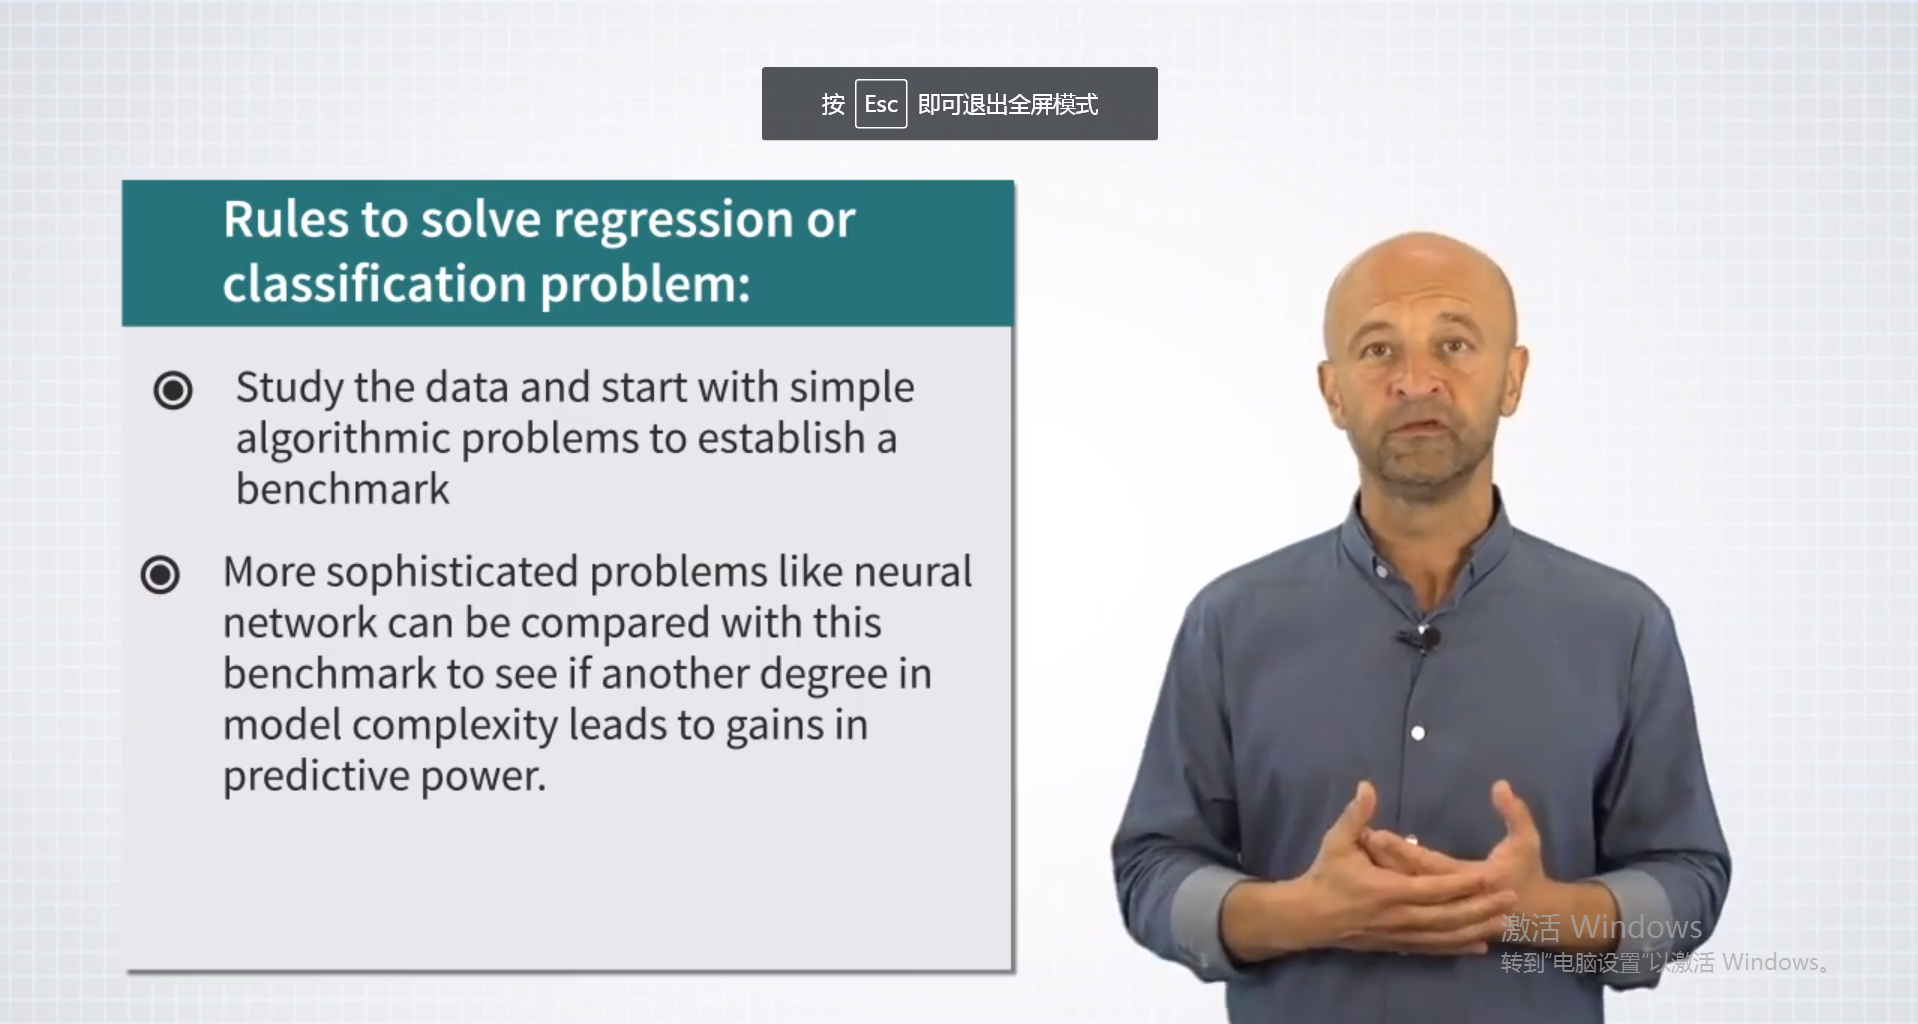 按 Esc 即可退出全屏模式
Rules to solve regression or
classification problem:
Study the data and start with simple
algorithmic problems to establish a
benchmark
More sophisticated problems like neural
network can be compared with this
benchmark to see if another degree in
model complexity leads to gains in
predictive power.
激活 Windows
转到“电脑设置”以激活 Windows。